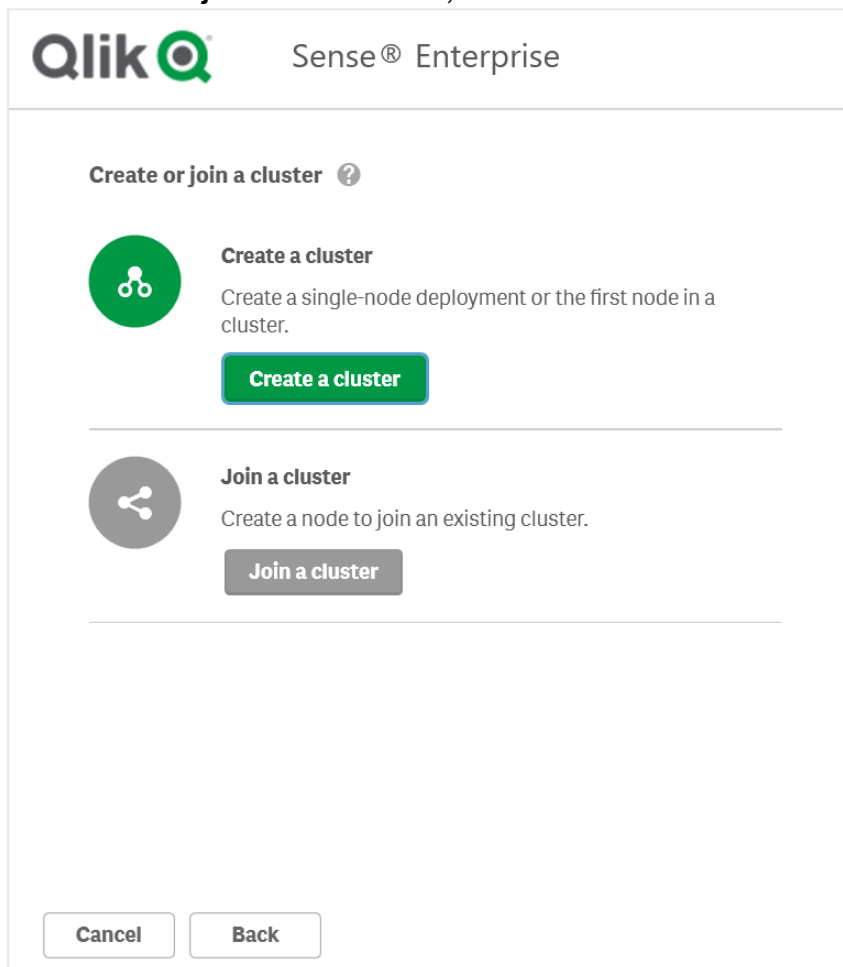 Qlik Sense® Enterprise
Create or join a cluster ?
Create a cluster
Create a single-node deployment or the first node in a
cluster.
Create a cluster
Join a cluster
Create a node to join an existing cluster.
Join a cluster
Cancel Back